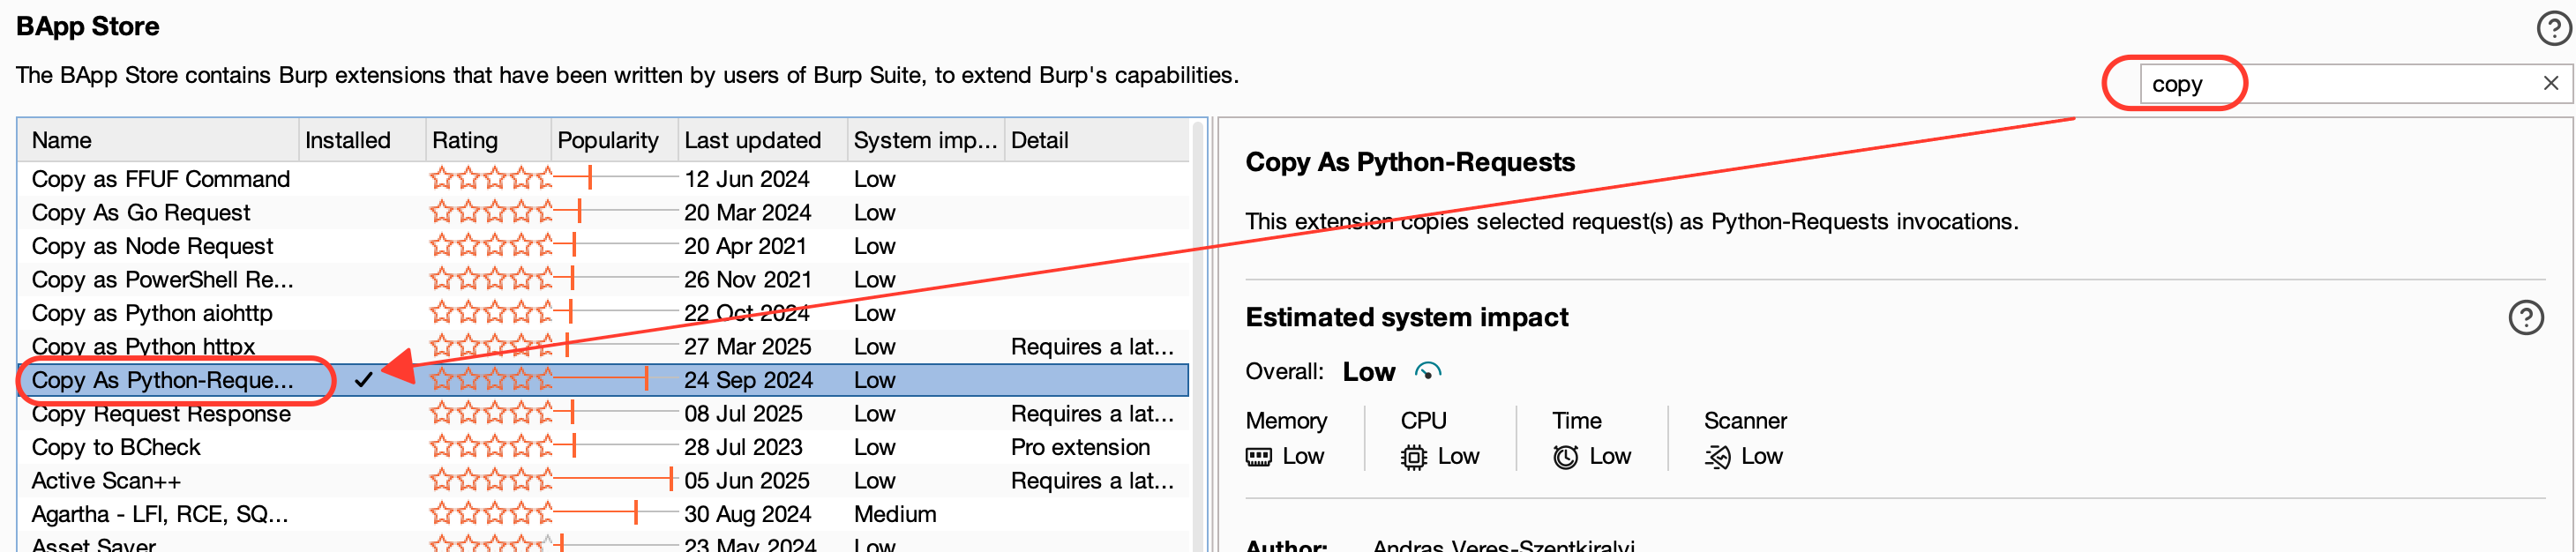 BApp Store
The BApp Store contains Burp extensions that have been written by users of Burp Suite, to extend Burp's capabilities.
copy
Name Installed Rating Popularity Last updated System imp... Detail
Copy as FFUF Command 12 Jun 2024 Low
Copy As Go Request 20 Mar 2024 Low
Copy as Node Request 20 Apr 2021 Low
Copy as PowerShell Re... 26 Nov 2021 Low
Copy as Python aiohttp 22 Oct 2024 Low
Copy as Python httpx 27 Mar 2025 Low Requires a lat...
Copy As Python-Reque... 24 Sep 2024 Low
Copy Request Response 08 Jul 2025 Low Requires a lat...
Copy to BCheck 28 Jul 2023 Low Pro extension
Active Scan++ 05 Jun 2025 Low Requires a lat...
Agartha - LFI, RCE, SQ... 30 Aug 2024 Medium
Asset Saver 23 May 2024 Low
Copy As Python-Requests
This extension copies selected request(s) as Python-Requests invocations.
Estimated system impact
Overall: Low
Memory CPU Time Scanner
Low Low Low Low
Author: Andras Veres-Szentkiralyi